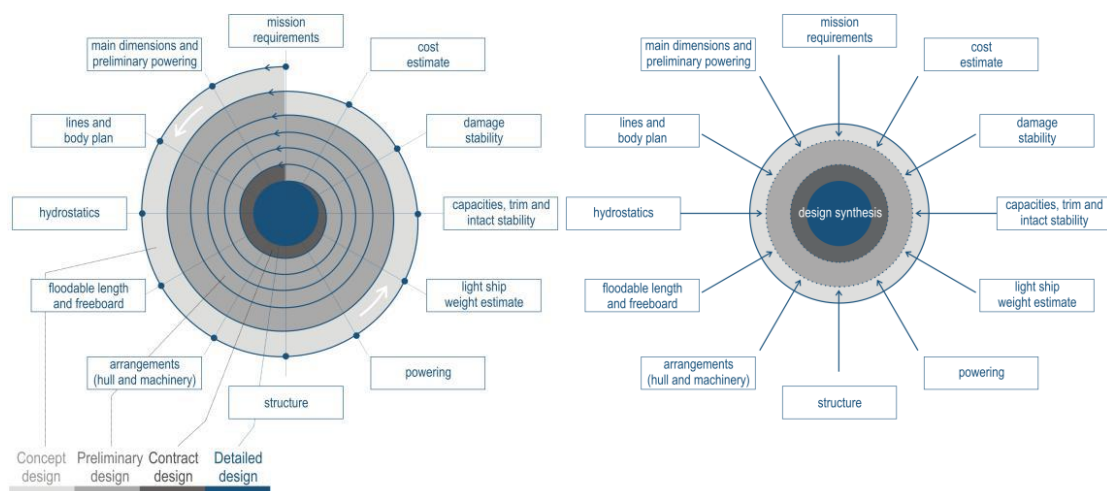 mission
requirements
main dimensions and
preliminary powering
cost
estimate
lines and
body plan
damage
stability
hydrostatics
capacities, trim and
intact stability
floodable length
and freeboard
light ship
weight estimate
arrangements
(hull and machinery)
powering
structure
Concept
design
Preliminary
design
Contract
design
Detailed
design
mission
requirements
main dimensions and
preliminary powering
cost
estimate
lines and
body plan
damage
stability
hydrostatics
design synthesis
capacities, trim and
intact stability
floodable length
and freeboard
light ship
weight estimate
arrangements
(hull and machinery)
powering
structure